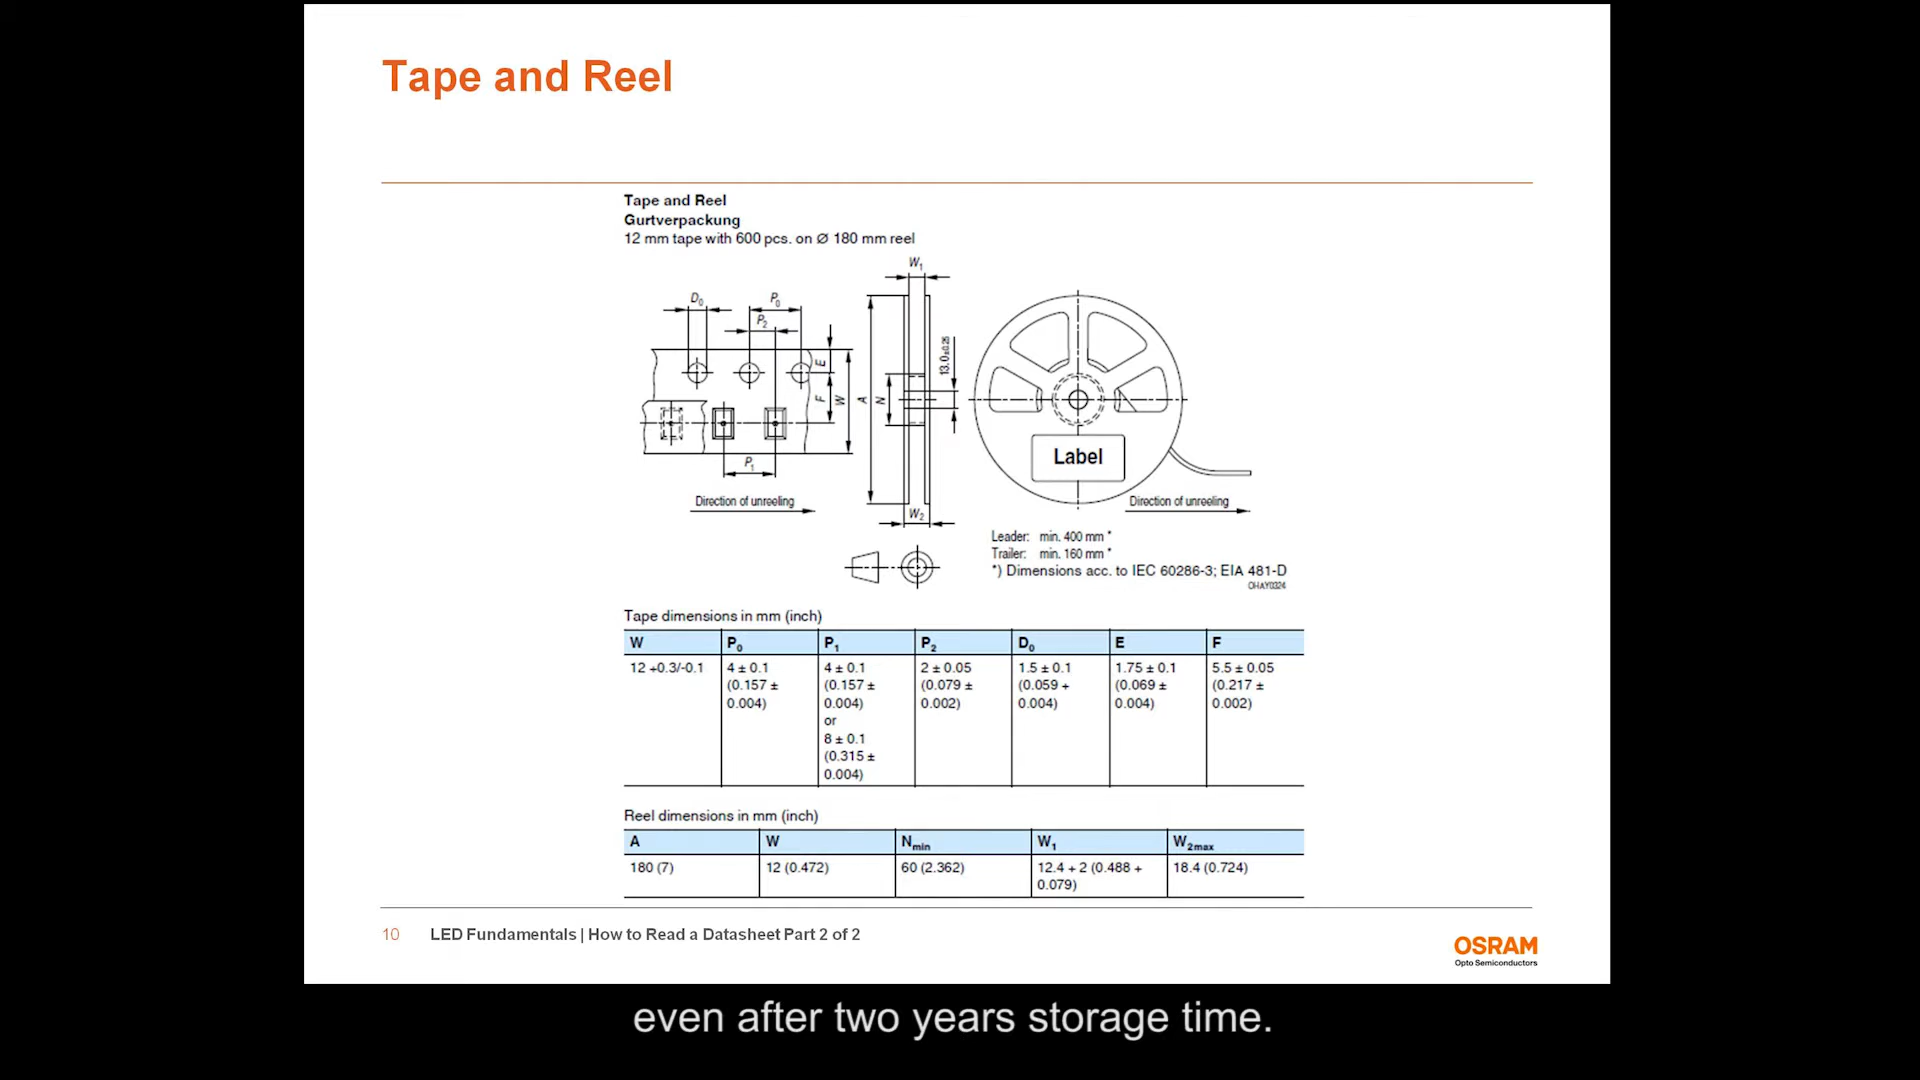 Tape and Reel
Tape and Reel
Gurtverpackung
12 mm tape with 600 pcs. on Ø 180 mm reel
W1
D0
P0
P2
E
F
W
A
N
13.0±0.25
Label
P1
Direction of unreeling
W2
Direction of unreeling
Leader: min. 400 mm *
Trailer: min. 160 mm *
*) Dimensions acc. to IEC 60286-3; EIA 481-D
OHAY0324
Tape dimensions in mm (inch)
W P0 P1 P2 D0 E F
12 +0.3/-0.1 4 ± 0.1 4 ± 0.1 2 ± 0.05 1.5 ± 0.1 1.75 ± 0.1 5.5 ± 0.05
(0.157 ± (0.157 ± (0.079 ± (0.059 + (0.069 ± (0.217 ±
0.004) 0.004) 0.002) 0.004) 0.004) 0.002)
or
8 ± 0.1
(0.315 ±
0.004)
Reel dimensions in mm (inch)
A W Nmin W1 W2max
180 (7) 12 (0.472) 60 (2.362) 12.4 + 2 (0.488 + 18.4 (0.724)
0.079)
10 LED Fundamentals | How to Read a Datasheet Part 2 of 2
OSRAM
Opto Semiconductors
even after two years storage time.